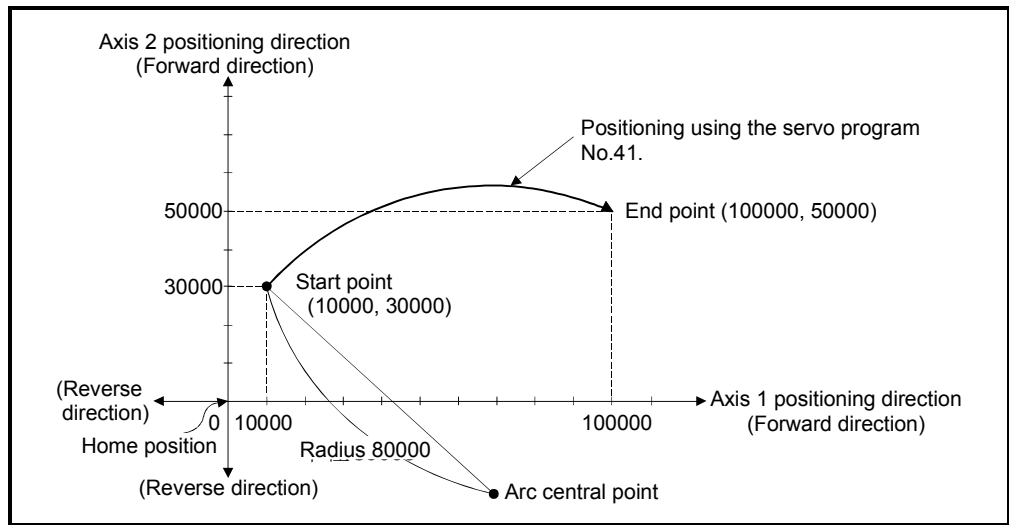 Axis 2 positioning direction
(Forward direction)
Positioning using the servo program
No.41.
50000
End point (100000, 50000)
30000
Start point
(10000, 30000)
(Reverse
direction)
0
10000
100000
Axis 1 positioning direction
(Forward direction)
Home position
Radius 80000
(Reverse direction)
Arc central point